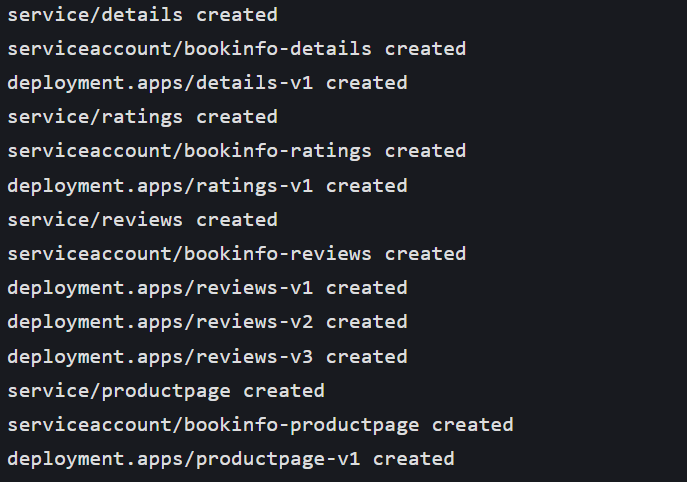 service/details created
serviceaccount/bookinfo-details created
deployment.apps/details-v1 created
service/ratings created
serviceaccount/bookinfo-ratings created
deployment.apps/ratings-v1 created
service/reviews created
serviceaccount/bookinfo-reviews created
deployment.apps/reviews-v1 created
deployment.apps/reviews-v2 created
deployment.apps/reviews-v3 created
service/productpage created
serviceaccount/bookinfo-productpage created
deployment.apps/productpage-v1 created